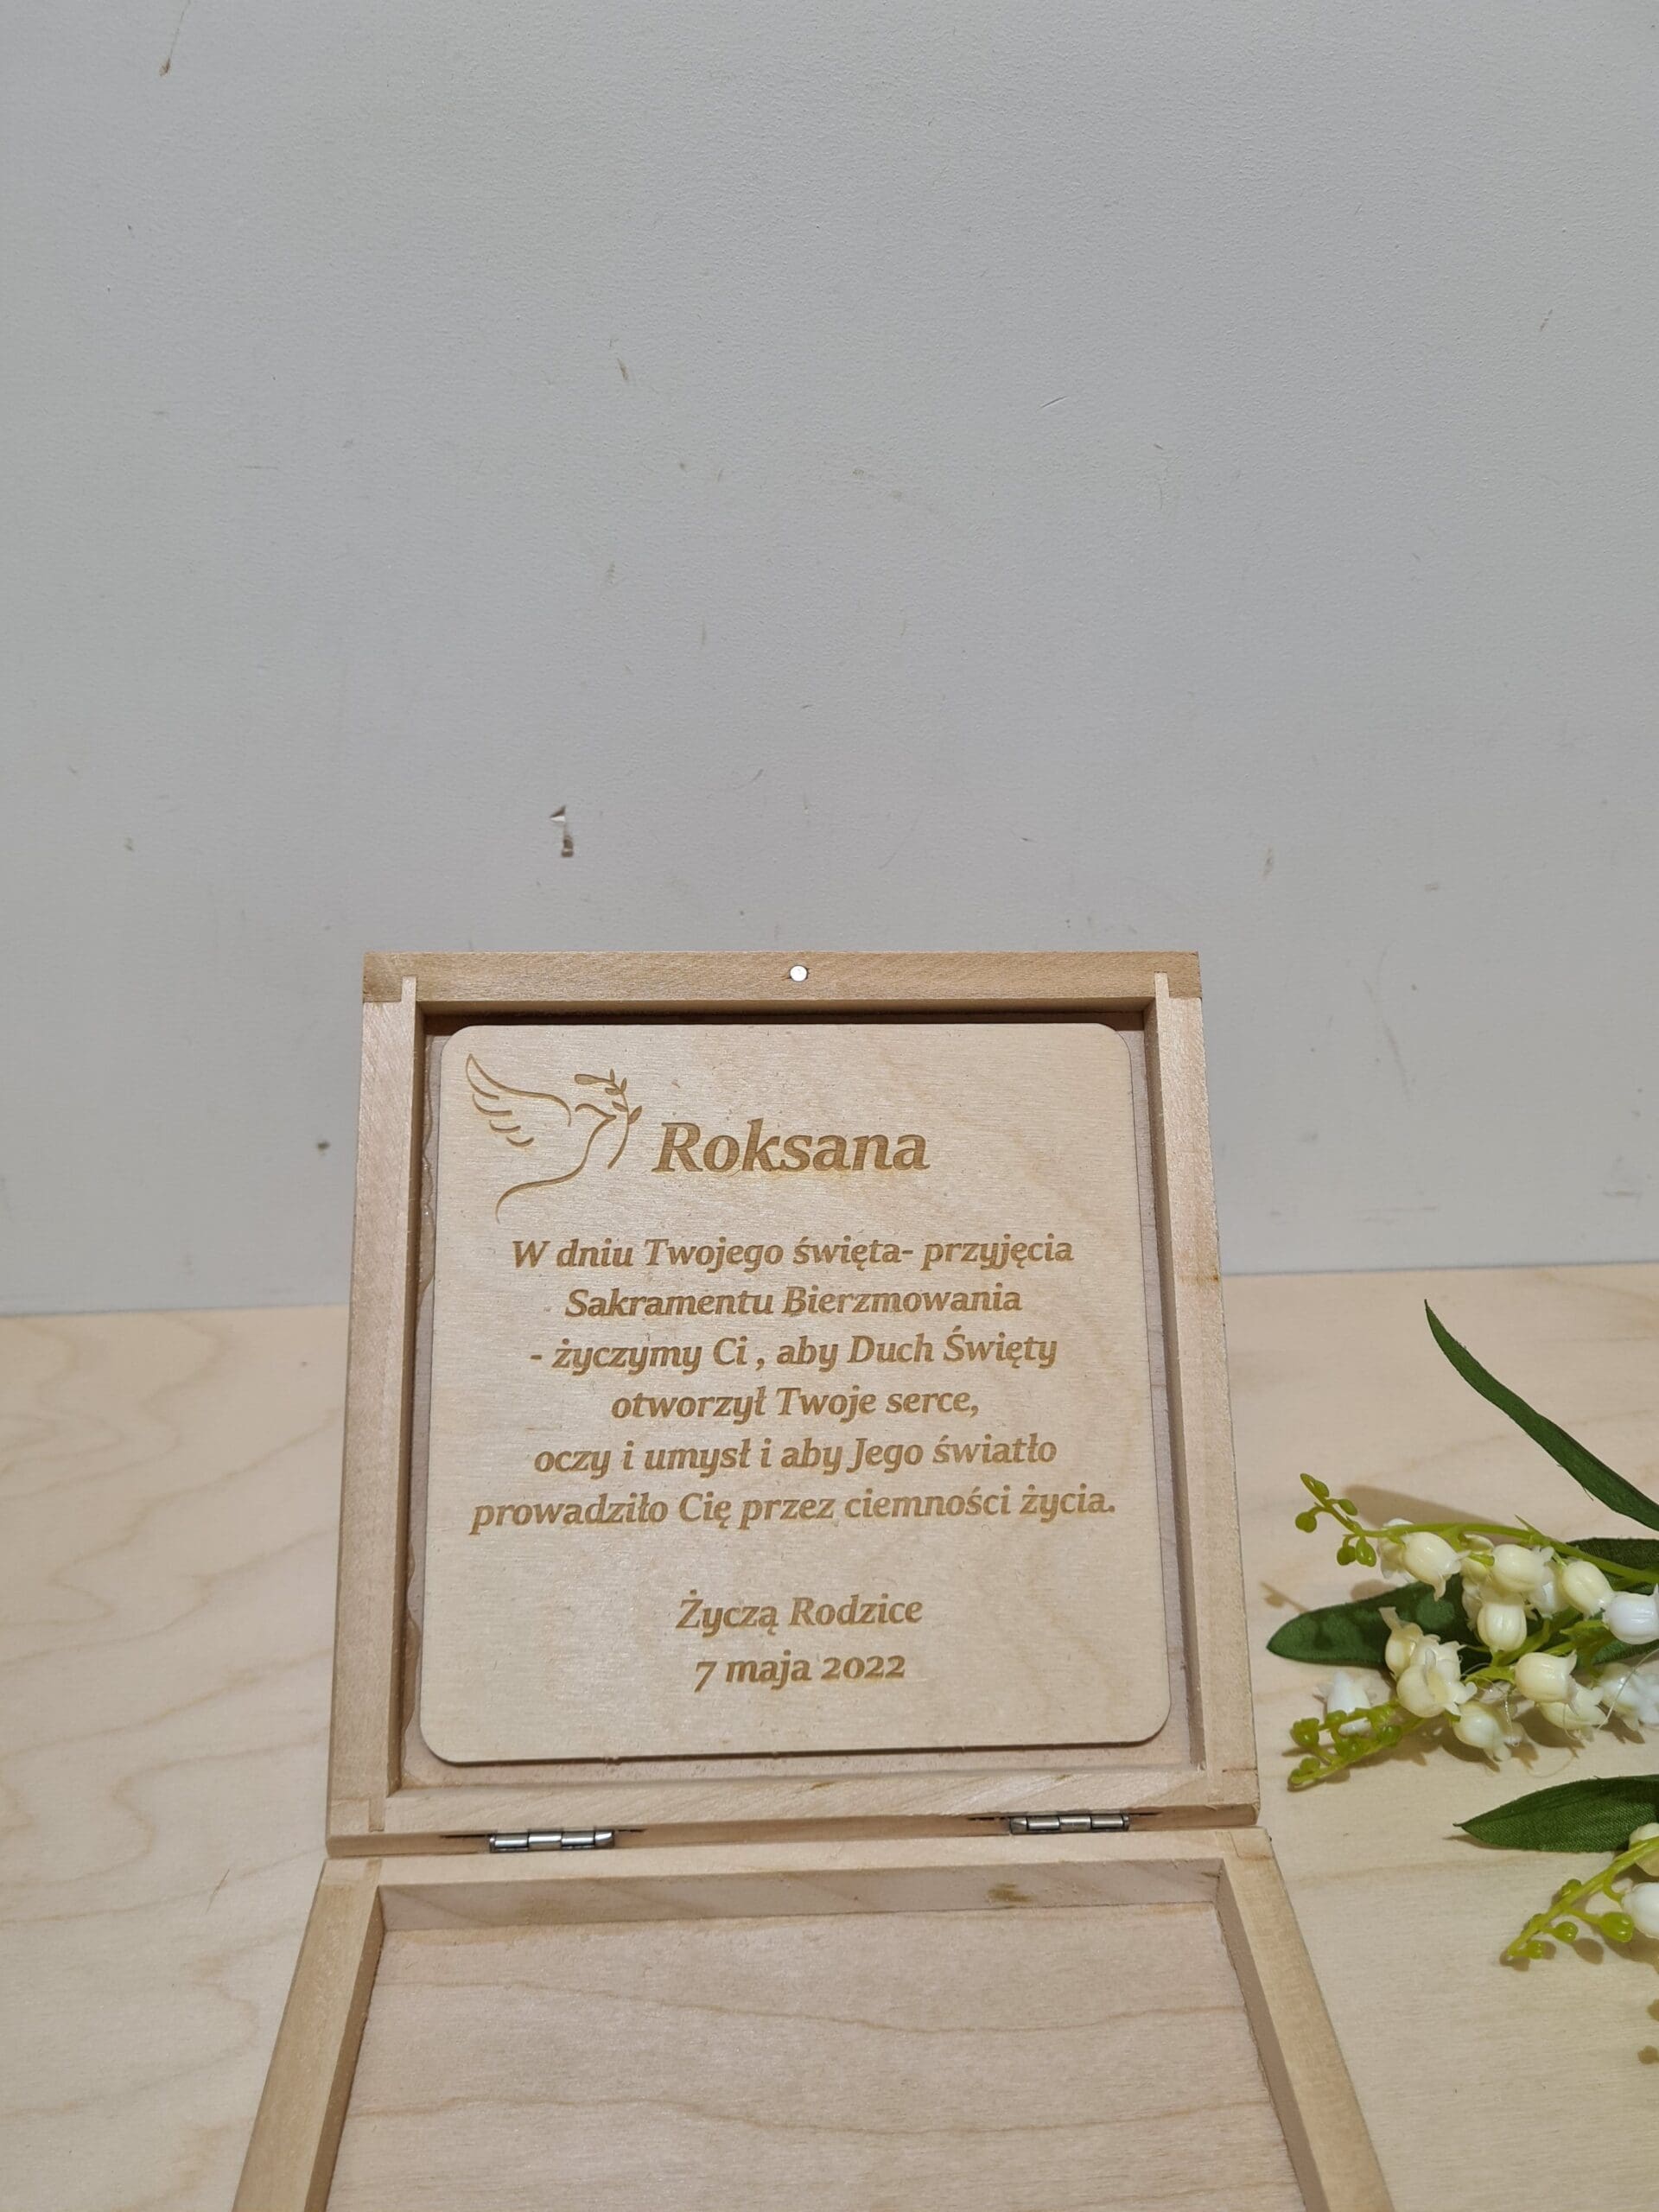 Roksana
W dniu Twojego święta- przyjęcia
Sakramentu Bierzmowania
- życzymy Ci , aby Duch Święty
otworzył Twoje serce,
oczy i umysł i aby Jego światło
prowadziło Cię przez ciemności życia.
Życzą Rodzice
7 maja 2022